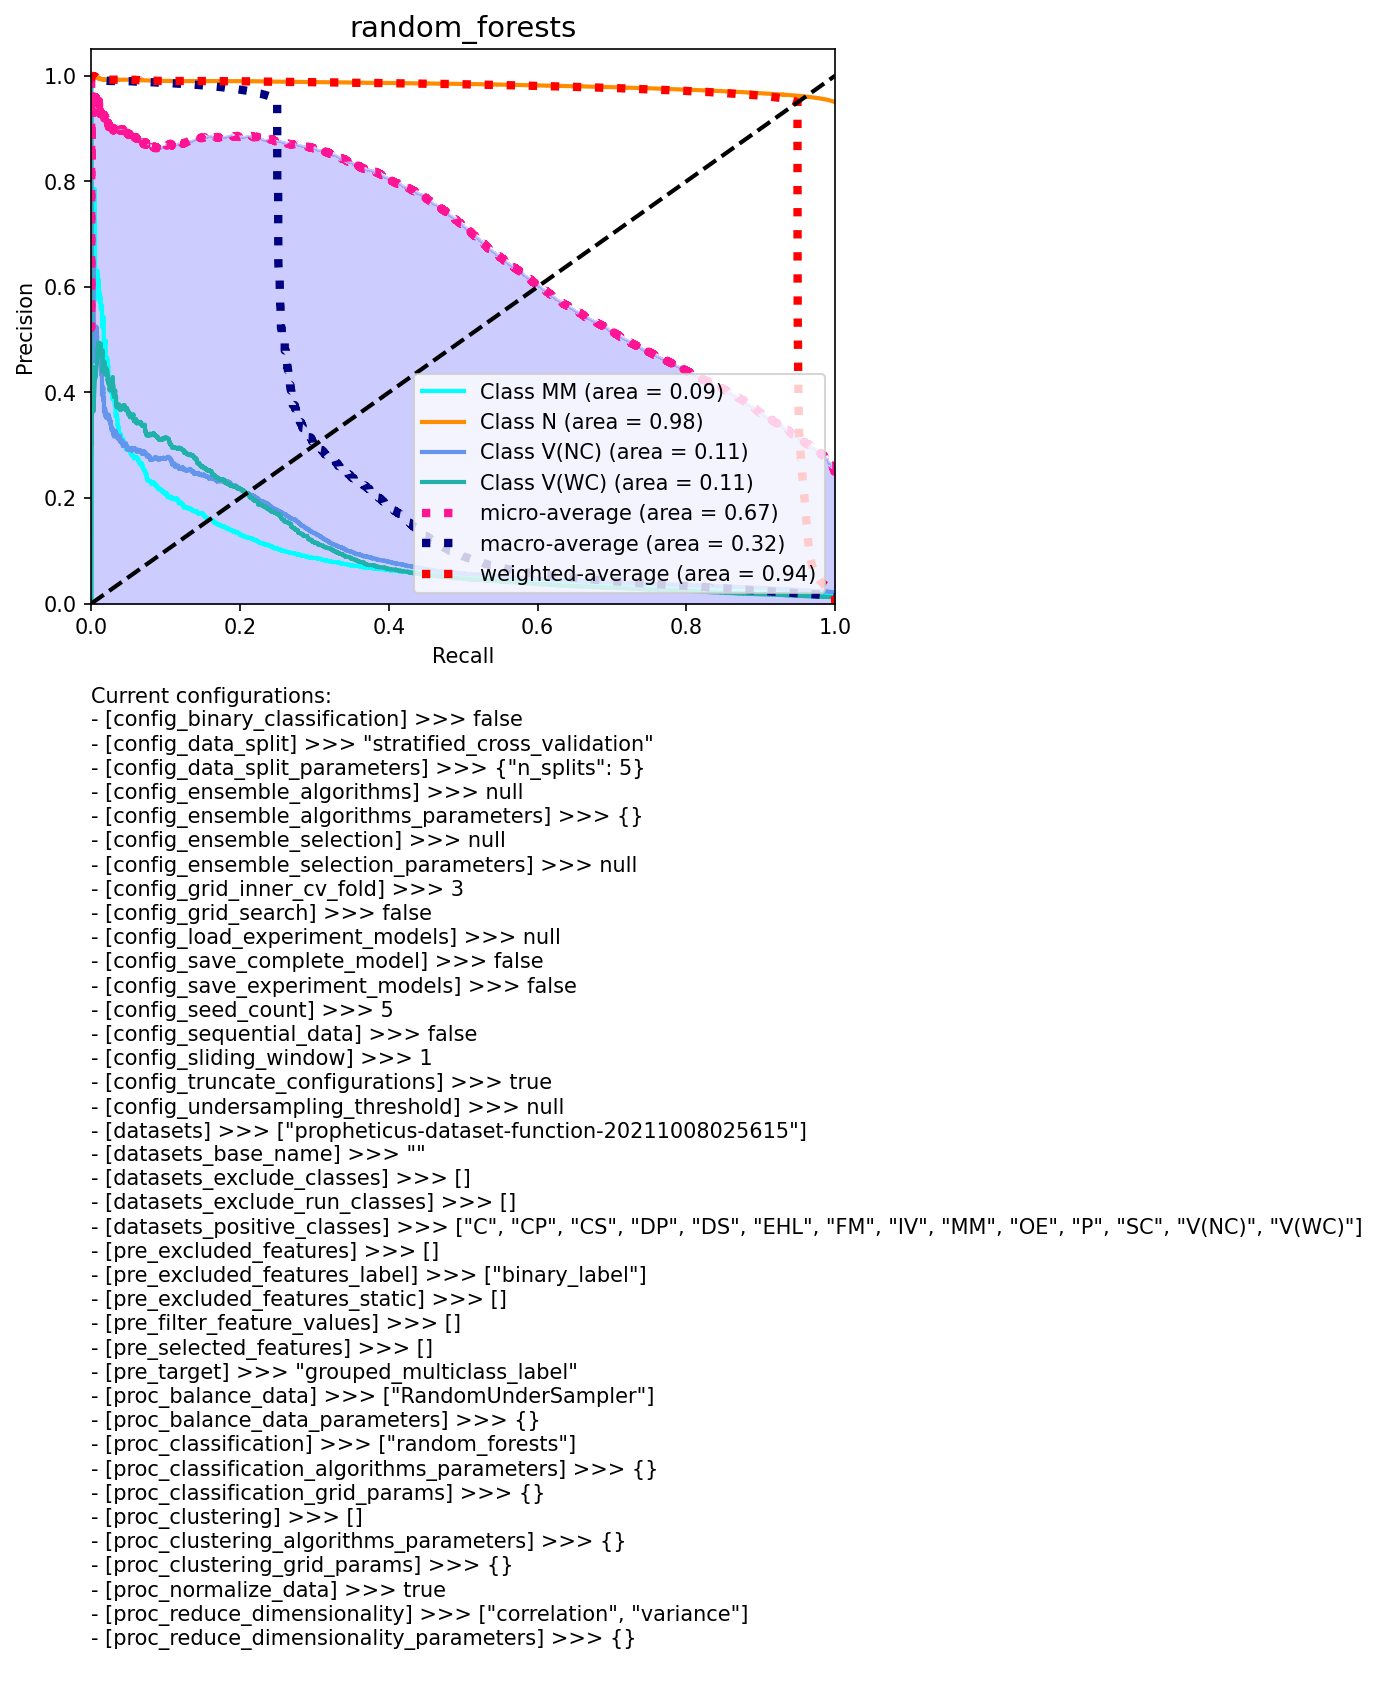 random_forests
1.0
0.8
0.6
0.4
0.2
0.0
Precision
Class MM (area = 0.09)
Class N (area = 0.98)
Class V(NC) (area = 0.11)
Class V(WC) (area = 0.11)
micro-average (area = 0.67)
macro-average (area = 0.32)
weighted-average (area = 0.94)
0.0 0.2 0.4 0.6 0.8 1.0
Recall
Current configurations:
- [config_binary_classification] >>> false
- [config_data_split] >>> "stratified_cross_validation"
- [config_data_split_parameters] >>> {"n_splits": 5}
- [config_ensemble_algorithms] >>> null
- [config_ensemble_algorithms_parameters] >>> {}
- [config_ensemble_selection] >>> null
- [config_ensemble_selection_parameters] >>> null
- [config_grid_inner_cv_fold] >>> 3
- [config_grid_search] >>> false
- [config_load_experiment_models] >>> null
- [config_save_complete_model] >>> false
- [config_save_experiment_models] >>> false
- [config_seed_count] >>> 5
- [config_sequential_data] >>> false
- [config_sliding_window] >>> 1
- [config_truncate_configurations] >>> true
- [config_undersampling_threshold] >>> null
- [datasets] >>> ["propheticus-dataset-function-20211008025615"]
- [datasets_base_name] >>> ""
- [datasets_exclude_classes] >>> []
- [datasets_exclude_run_classes] >>> []
- [datasets_positive_classes] >>> ["C", "CP", "CS", "DP", "DS", "EHL", "FM", "IV", "MM", "OE", "P", "SC", "V(NC)", "V(WC)"]
- [pre_excluded_features] >>> []
- [pre_excluded_features_label] >>> ["binary_label"]
- [pre_excluded_features_static] >>> []
- [pre_filter_feature_values] >>> []
- [pre_selected_features] >>> []
- [pre_target] >>> "grouped_multiclass_label"
- [proc_balance_data] >>> ["RandomUnderSampler"]
- [proc_balance_data_parameters] >>> {}
- [proc_classification] >>> ["random_forests"]
- [proc_classification_algorithms_parameters] >>> {}
- [proc_classification_grid_params] >>> {}
- [proc_clustering] >>> []
- [proc_clustering_algorithms_parameters] >>> {}
- [proc_clustering_grid_params] >>> {}
- [proc_normalize_data] >>> true
- [proc_reduce_dimensionality] >>> ["correlation", "variance"]
- [proc_reduce_dimensionality_parameters] >>> {}